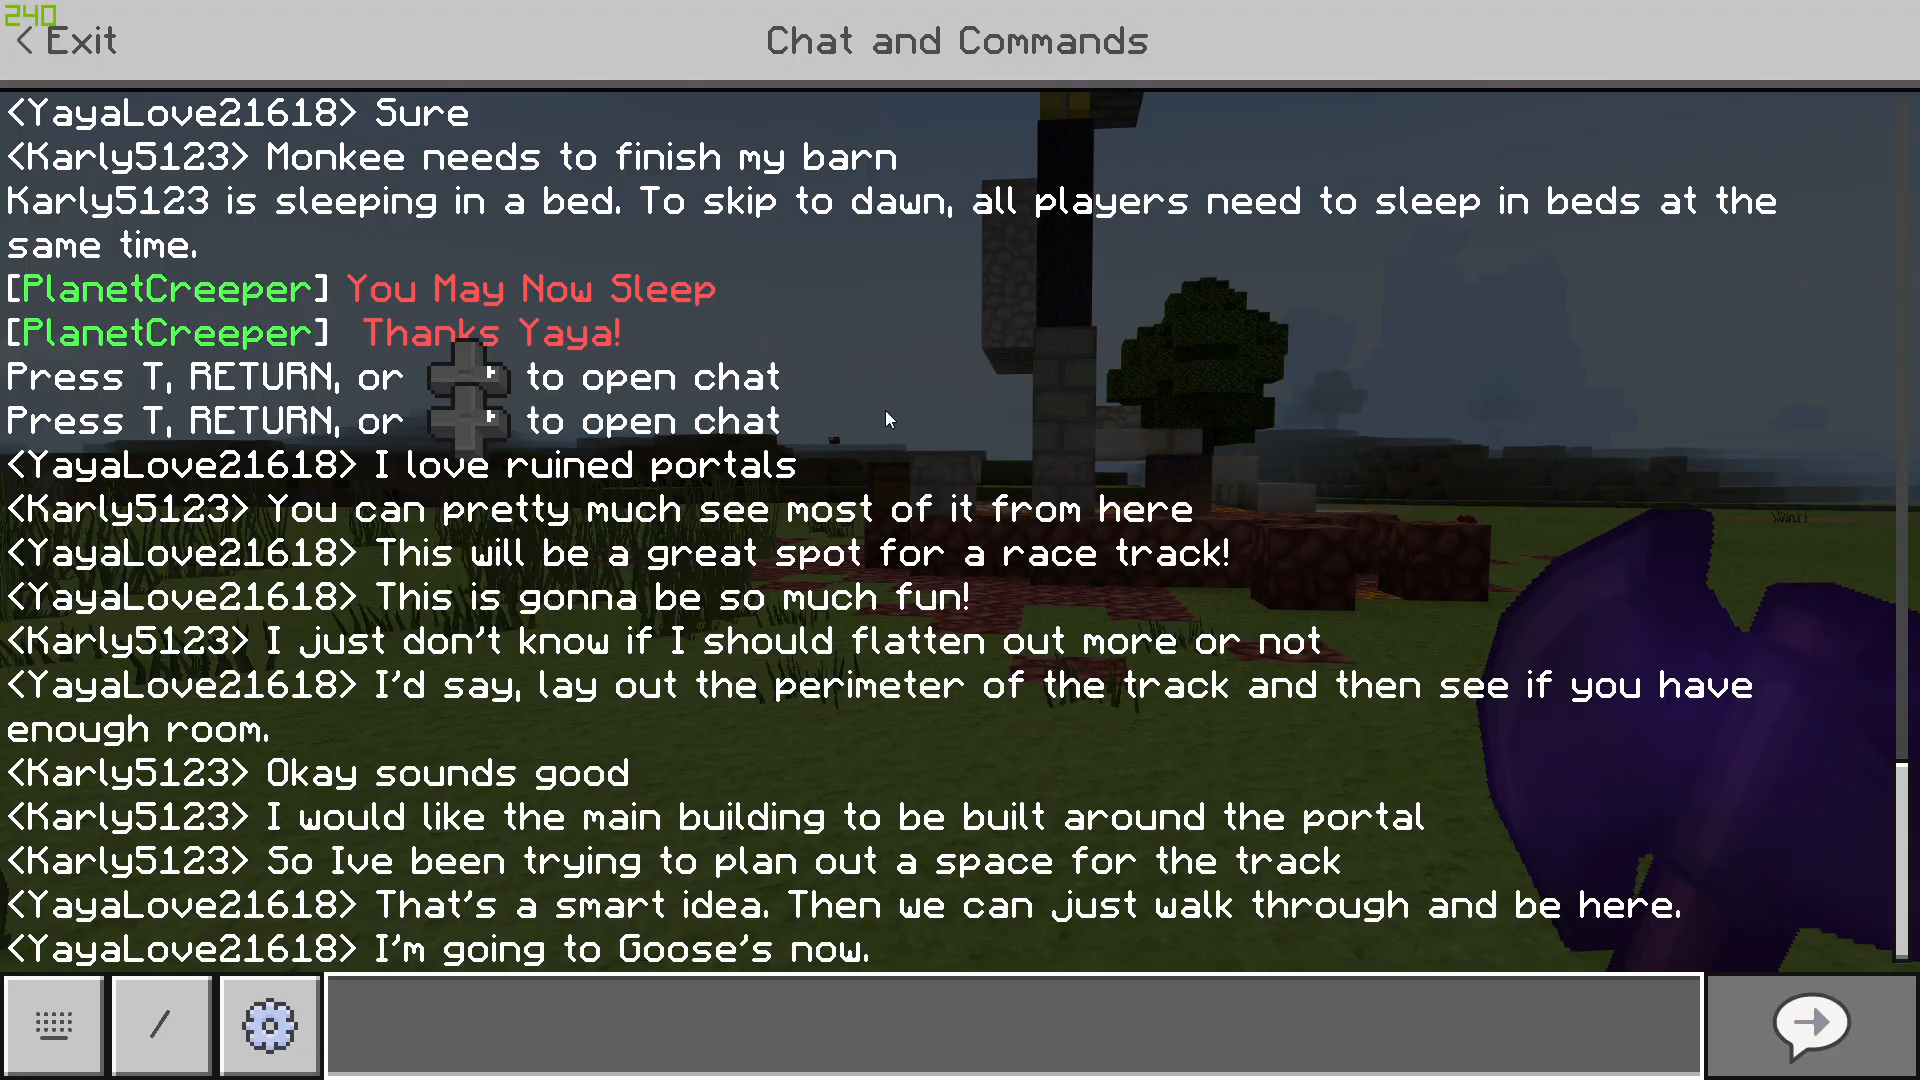 240
Exit
Chat and Commands
<YayaLove21618> Sure
<Karly5123> Monkee needs to finish my barn
Karly5123 is sleeping in a bed. To skip to dawn, all players need to sleep in beds at the
same time.
[PlanetCreeper] You May Now Sleep
[PlanetCreeper] Thanks Yaya!
Press T, RETURN, or to open chat
Press T, RETURN, or to open chat
<YayaLove21618> I love ruined portals
<Karly5123> You can pretty much see most of it from here
<YayaLove21618> This will be a great spot for a race track!
<YayaLove21618> This is gonna be so much fun!
<Karly5123> I just don't know if I should flatten out more or not
<YayaLove21618> I'd say, lay out the perimeter of the track and then see if you have
enough room.
<Karly5123> Okay sounds good
<Karly5123> I would like the main building to be built around the portal
<Karly5123> So Ive been trying to plan out a space for the track
<YayaLove21618> That's a smart idea. Then we can just walk through and be here.
<YayaLove21618> I'm going to Goose's now.
/